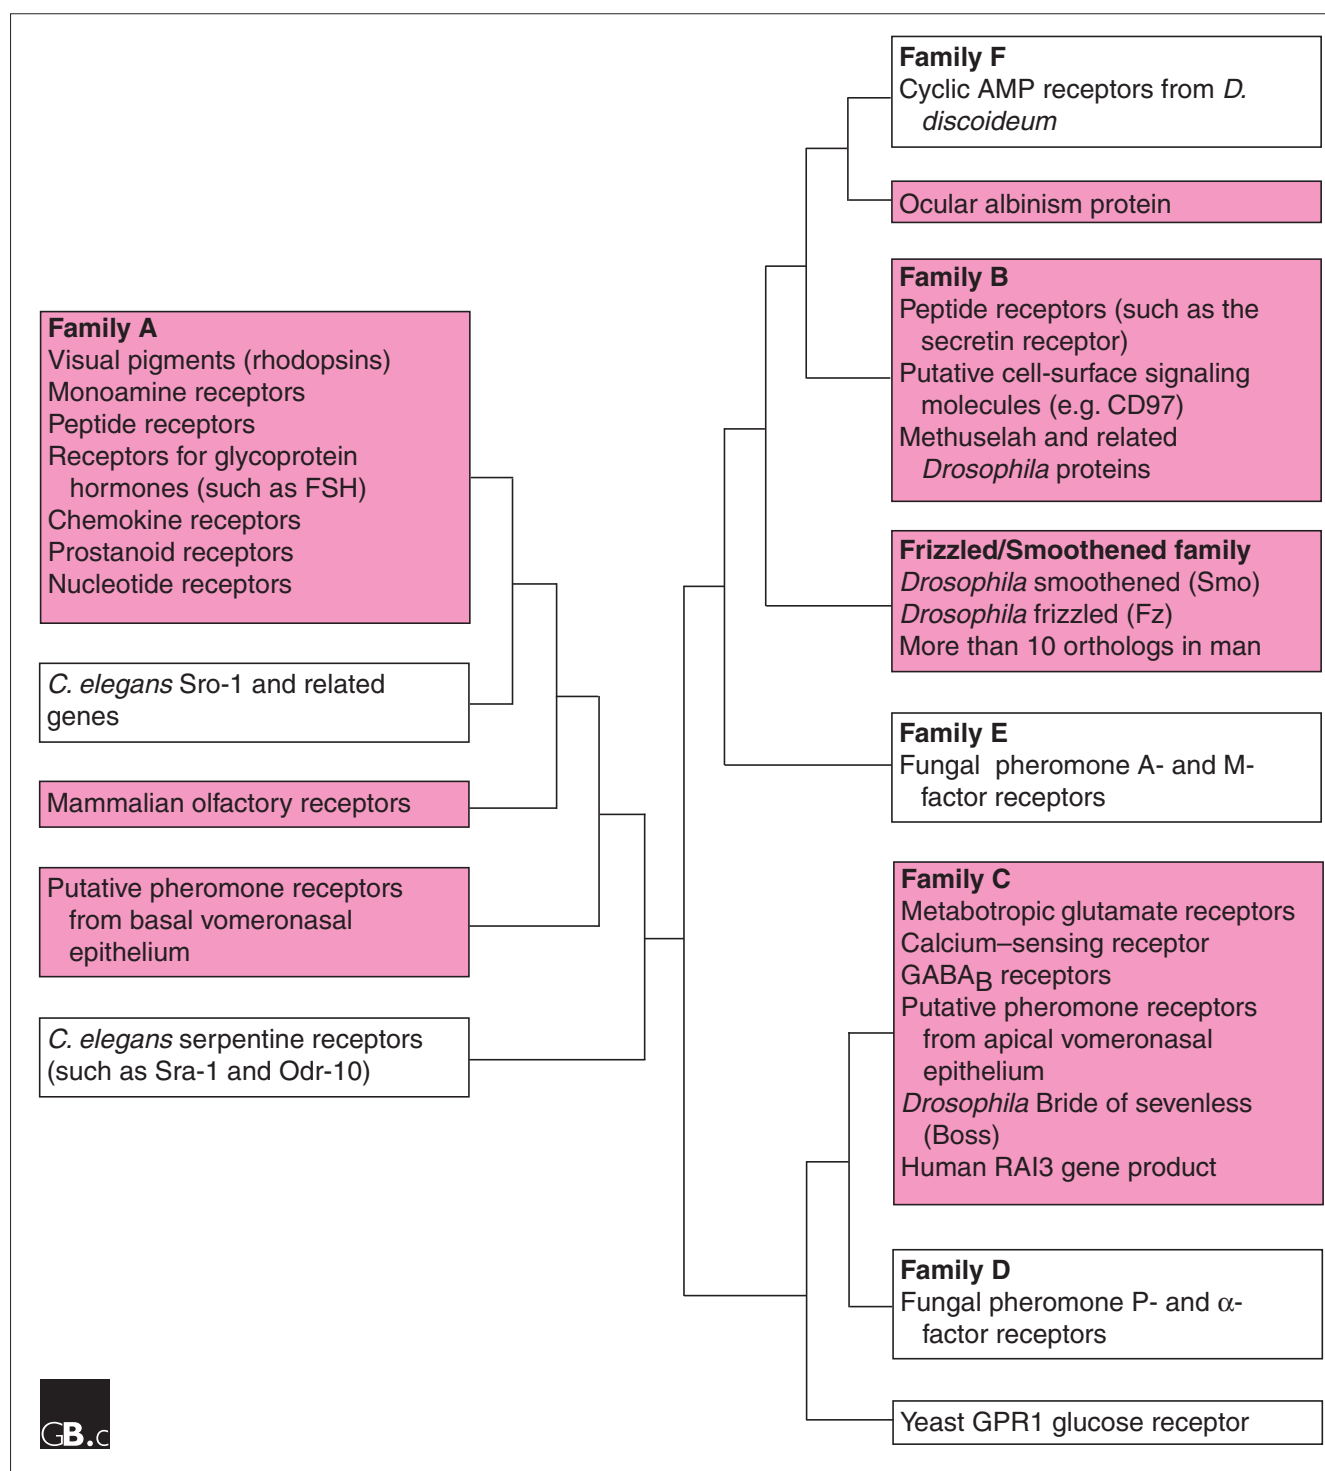 Family F
Cyclic AMP receptors from D.
discoideum
Ocular albinism protein
Family B
Peptide receptors (such as the
secretin receptor)
Putative cell-surface signaling
molecules (e.g. CD97)
Methuselah and related
Drosophila proteins
Frizzled/Smoothened family
Drosophila smoothened (Smo)
Drosophila frizzled (Fz)
More than 10 orthologs in man
Family E
Fungal pheromone A- and M-
factor receptors
Family C
Metabotropic glutamate receptors
Calcium–sensing receptor
GABAB receptors
Putative pheromone receptors
from apical vomeronasal
epithelium
Drosophila Bride of sevenless
(Boss)
Human RAI3 gene product
Family D
Fungal pheromone P- and α-
factor receptors
Yeast GPR1 glucose receptor
Family A
Visual pigments (rhodopsins)
Monoamine receptors
Peptide receptors
Receptors for glycoprotein
hormones (such as FSH)
Chemokine receptors
Prostanoid receptors
Nucleotide receptors
C. elegans Sro-1 and related
genes
Mammalian olfactory receptors
Putative pheromone receptors
from basal vomeronasal
epithelium
C. elegans serpentine receptors
(such as Sra-1 and Odr-10)
GB.c